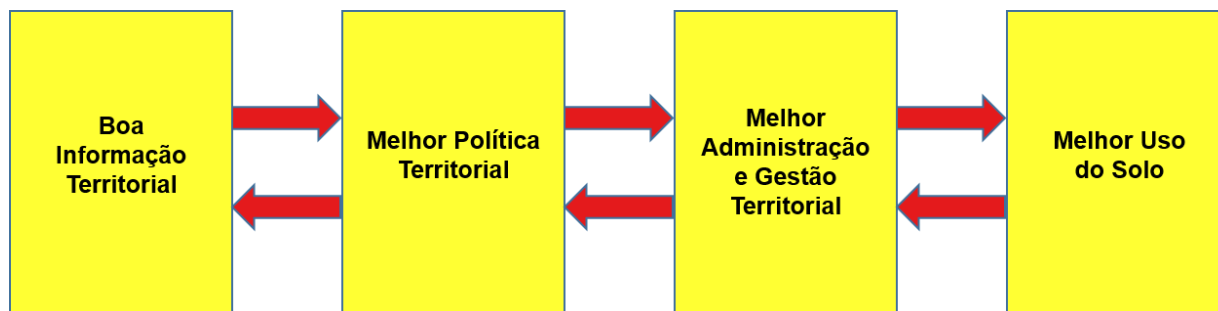 Boa
Informação
Territorial
Melhor Política
Territorial
Melhor
Administração
e Gestão
Territorial
Melhor Uso
do Solo